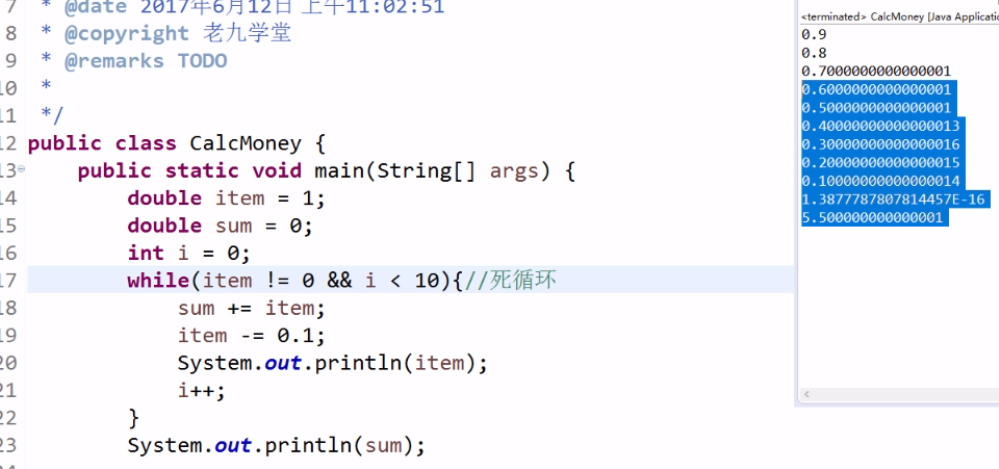 7 * @date 2017年6月12日 上午11:02:51
8 * @copyright 老九学堂
9 * @remarks TODO
10 *
11 */
12 public class CalcMoney {
13 public static void main(String[] args) {
14 double item = 1;
15 double sum = 0;
16 int i = 0;
17 while(item != 0 && i < 10){//死循环
18 sum += item;
19 item -= 0.1;
20 System.out.println(item);
21 i++;
22 }
23 System.out.println(sum);
<terminated> CalcMoney [Java Applicatio
0.9
0.8
0.7000000000000001
0.6000000000000001
0.5000000000000001
0.40000000000000013
0.30000000000000016
0.20000000000000015
0.10000000000000014
1.3877787807814457E-16
5.500000000000001